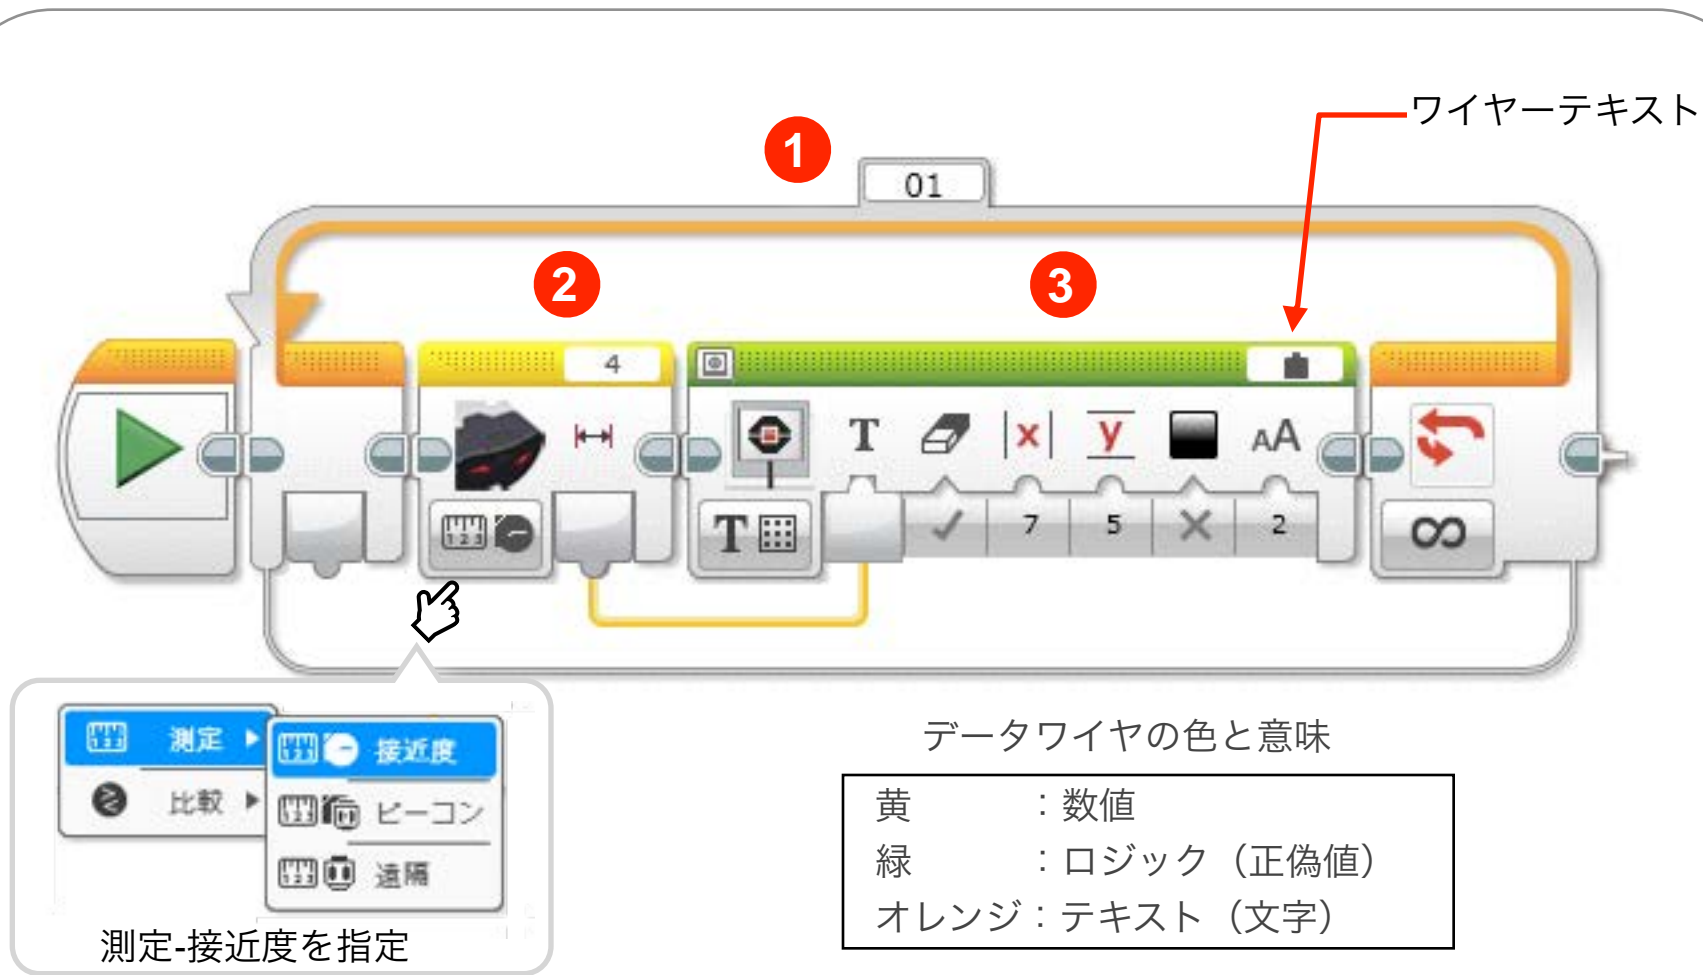 ワイヤーテキスト
1
01
2
3
4
T
x
y
AA
T
7
5
2
測定
比較
接近度
ビーコン
遠隔
測定-接近度を指定
データワイヤの色と意味
黄　　　：数値
緑　　　：ロジック（正偽値）
オレンジ：テキスト（文字）